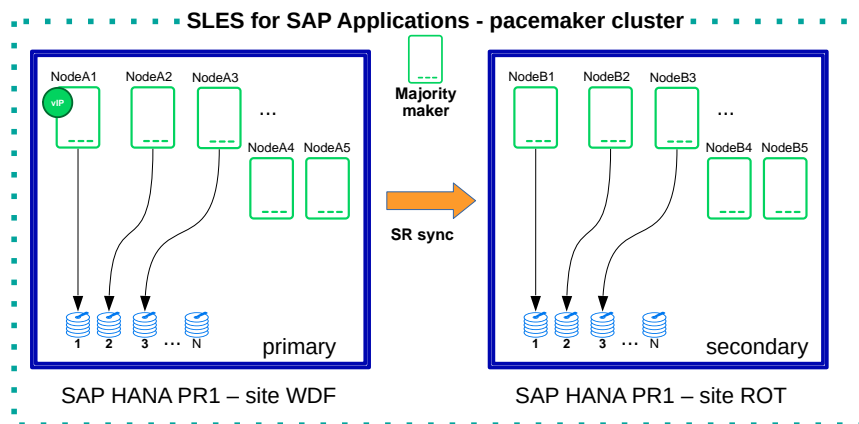 SLES for SAP Applications - pacemaker cluster
NodeA1 NodeA2 NodeA3
vIP
...
NodeA4 NodeA5
1 2 3 ... N
primary
SAP HANA PR1 – site WDF
Majority
maker
SR sync
NodeB1 NodeB2 NodeB3
...
NodeB4 NodeB5
1 2 3 ... N
secondary
SAP HANA PR1 – site ROT